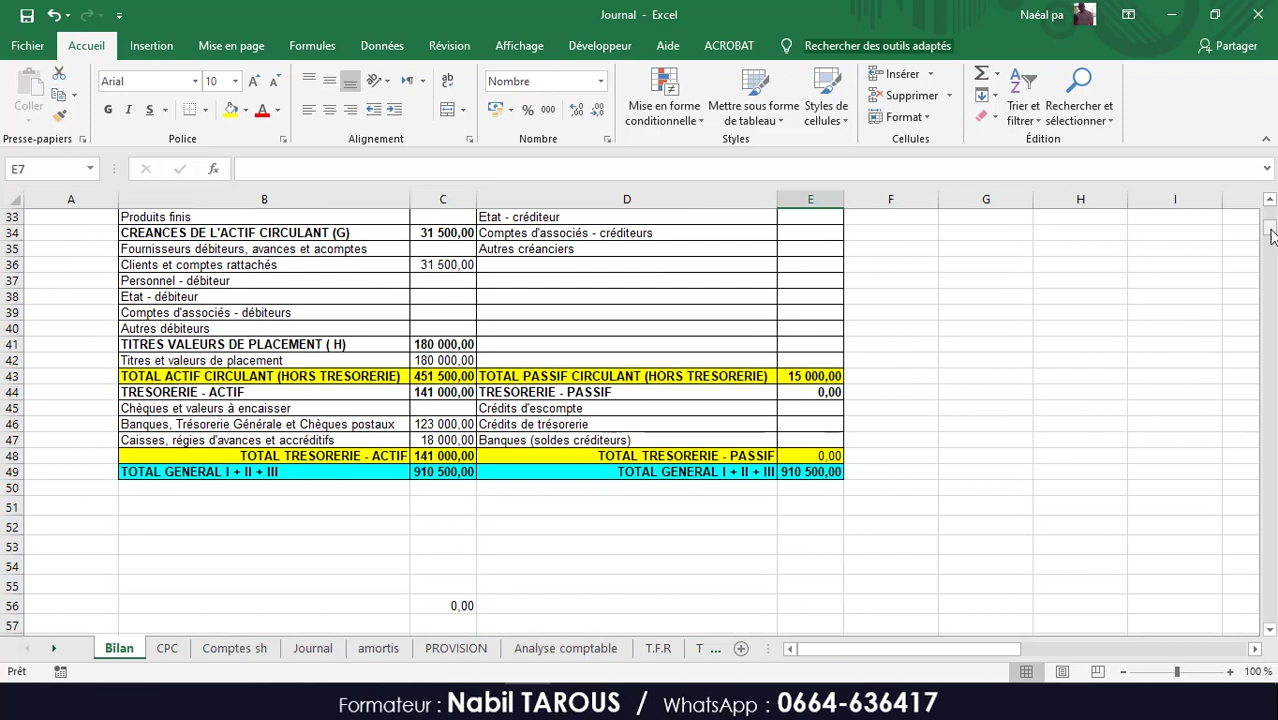 Journal - Excel
Naéal pa
Fichier Accueil Insertion Mise en page Formules Données Révision Affichage Développeur Aide ACROBAT Rechercher des outils adaptés Partager
Coller
Arial 10
G I S
Nombre
% 000
Mise en forme conditionnelle
Mettre sous forme de tableau
Styles de cellules
Insérer
Supprimer
Format
Trier et filtrer
Rechercher et sélectionner
Presse-papiers Police Alignement Nombre Styles Cellules Édition
E7 fx
A B C D E F G H I
33 Produits finis Etat - créditeur
34 CREANCES DE L'ACTIF CIRCULANT (G) 31 500,00 Comptes d'associés - créditeurs
35 Fournisseurs débiteurs, avances et acomptes Autres créanciers
36 Clients et comptes rattachés 31 500,00
37 Personnel - débiteur
38 Etat - débiteur
39 Comptes d'associés - débiteurs
40 Autres débiteurs
41 TITRES VALEURS DE PLACEMENT ( H) 180 000,00
42 Titres et valeurs de placement 180 000,00
43 TOTAL ACTIF CIRCULANT (HORS TRESORERIE) 451 500,00 TOTAL PASSIF CIRCULANT (HORS TRESORERIE) 15 000,00
44 TRESORERIE - ACTIF 141 000,00 TRESORERIE - PASSIF 0,00
45 Chèques et valeurs à encaisser Crédits d'escompte
46 Banques, Trésorerie Générale et Chèques postaux 123 000,00 Crédits de trésorerie
47 Caisses, régies d'avances et accréditifs 18 000,00 Banques (soldes créditeurs)
48 TOTAL TRESORERIE - ACTIF 141 000,00 TOTAL TRESORERIE - PASSIF 0,00
49 TOTAL GENERAL I + II + III 910 500,00 TOTAL GENERAL I + II + III 910 500,00
50
51
52
53
54
55
56 0,00
57
Bilan CPC Comptes sh Journal amortis PROVISION Analyse comptable T.F.R T ...
Prêt 100 %
Formateur : Nabil TAROUS / WhatsApp : 0664-636417